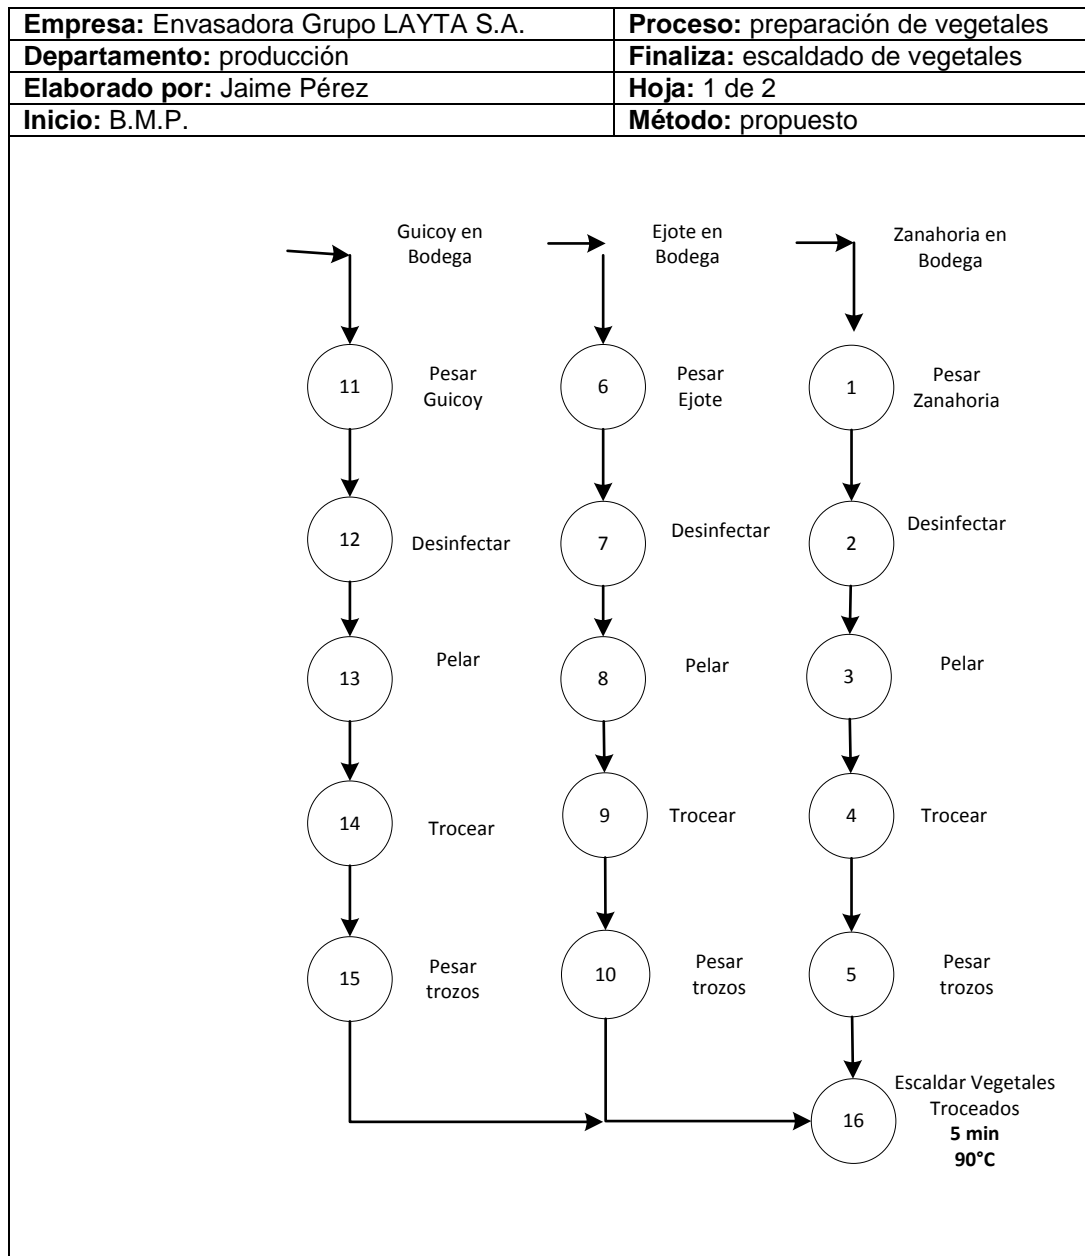 Empresa: Envasadora Grupo LAYTA S.A.
Proceso: preparación de vegetales
Departamento: producción
Finaliza: escaldado de vegetales
Elaborado por: Jaime Pérez
Hoja: 1 de 2
Inicio: B.M.P.
Método: propuesto
Guicoy en
Bodega
Ejote en
Bodega
Zanahoria en
Bodega
11
Pesar
Guicoy
6
Pesar
Ejote
1
Pesar
Zanahoria
12
Desinfectar
7
Desinfectar
2
Desinfectar
13
Pelar
8
Pelar
3
Pelar
14
Trocear
9
Trocear
4
Trocear
15
Pesar
trozos
10
Pesar
trozos
5
Pesar
trozos
16
Escaldar Vegetales
Troceados
5 min
90°C